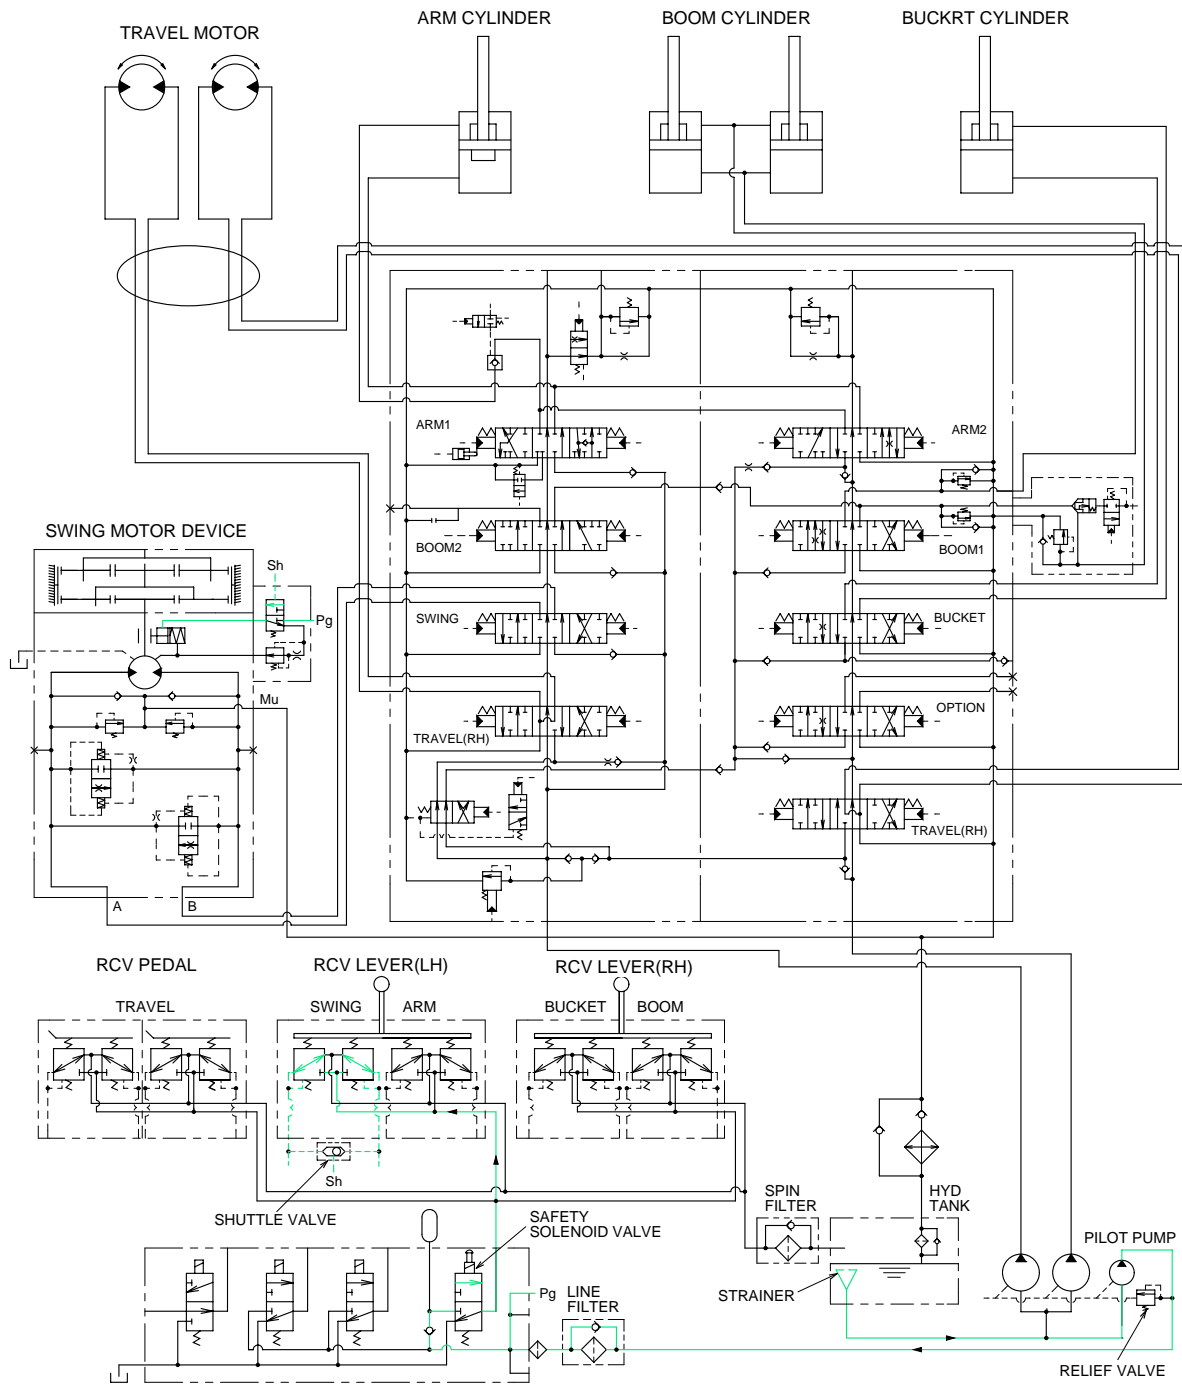 ARM CYLINDER
BOOM CYLINDER
BUCKRT CYLINDER
TRAVEL MOTOR
ARM1
ARM2
SWING MOTOR DEVICE
BOOM2
BOOM1
Sh
Pg
SWING
BUCKET
Mu
OPTION
TRAVEL(RH)
TRAVEL(RH)
A
B
RCV PEDAL
RCV LEVER(LH)
RCV LEVER(RH)
TRAVEL
SWING
ARM
BUCKET
BOOM
Sh
SHUTTLE VALVE
SAFETY
SOLENOID VALVE
SPIN
FILTER
HYD
TANK
PILOT PUMP
STRAINER
Pg
LINE
FILTER
RELIEF VALVE